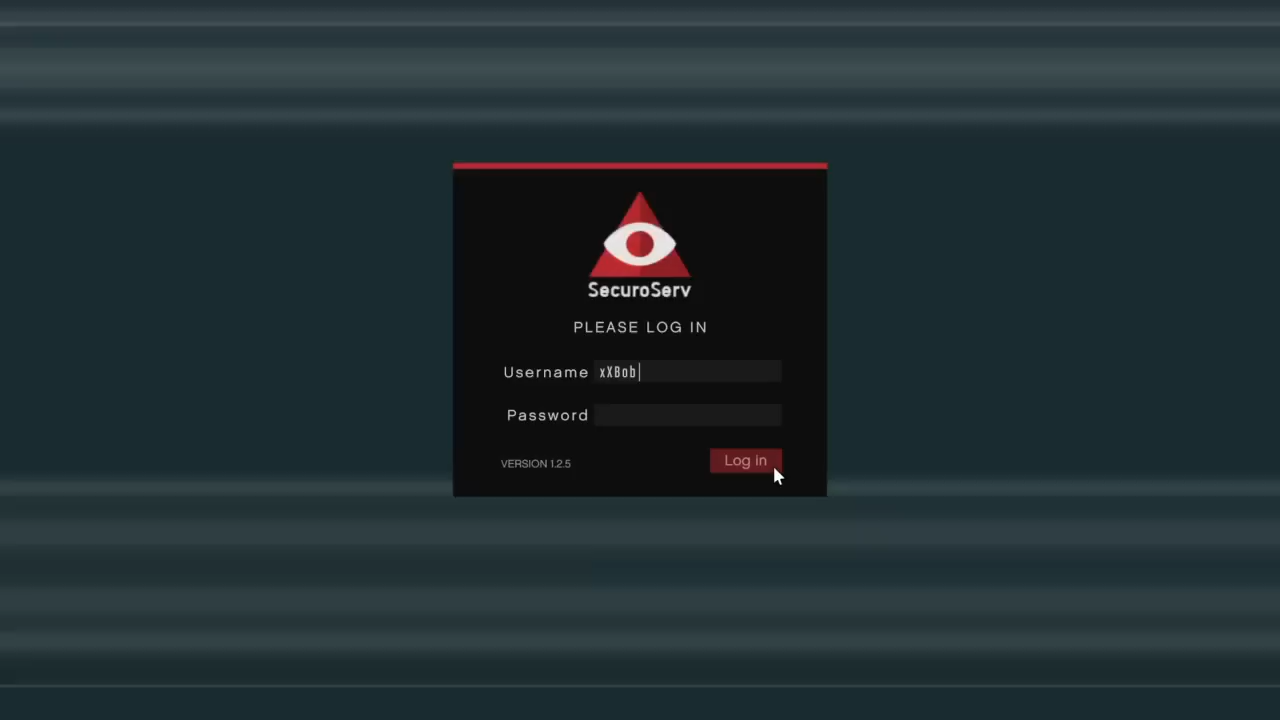 SecuroServ
PLEASE LOG IN
Username xXBob
Password
VERSION 1.2.5
Log in